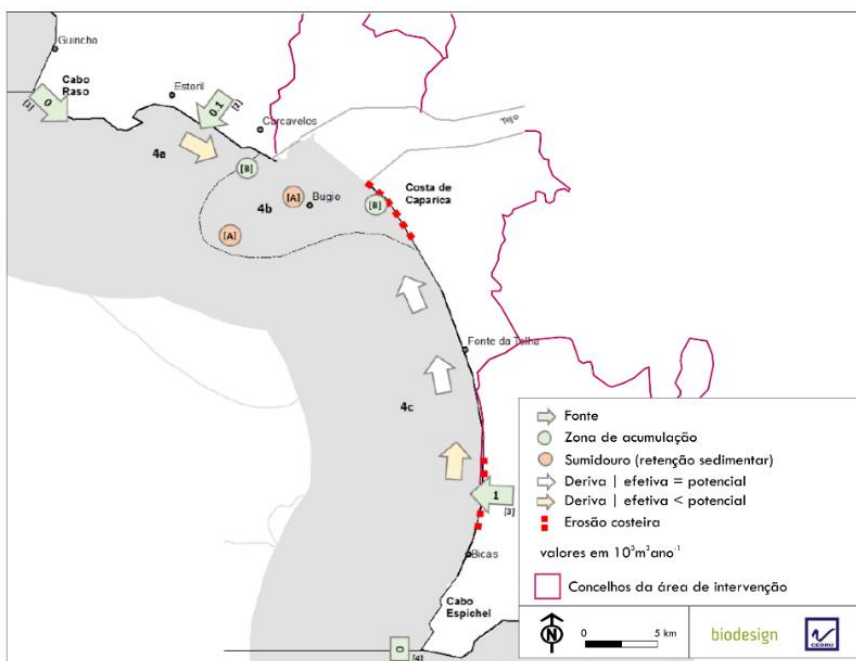 Guincho
Cabo
Raso
Estoril
Carcavelos
0
[1]
0.1
[2]
Tejo
4a
[B]
Costa de
Caparica
[A]
Bugio
[B]
4b
[A]
Fonte da Telha
4c
1
[3]
Bicas
Cabo
Espichel
0
[4]
Fonte
Zona de acumulação
Sumidouro (retenção sedimentar)
Deriva | efetiva = potencial
Deriva | efetiva < potencial
Erosão costeira
valores em 10³m³ano⁻¹
Concelhos da área de intervenção
N
0 5 km
biodesign
CEDRU